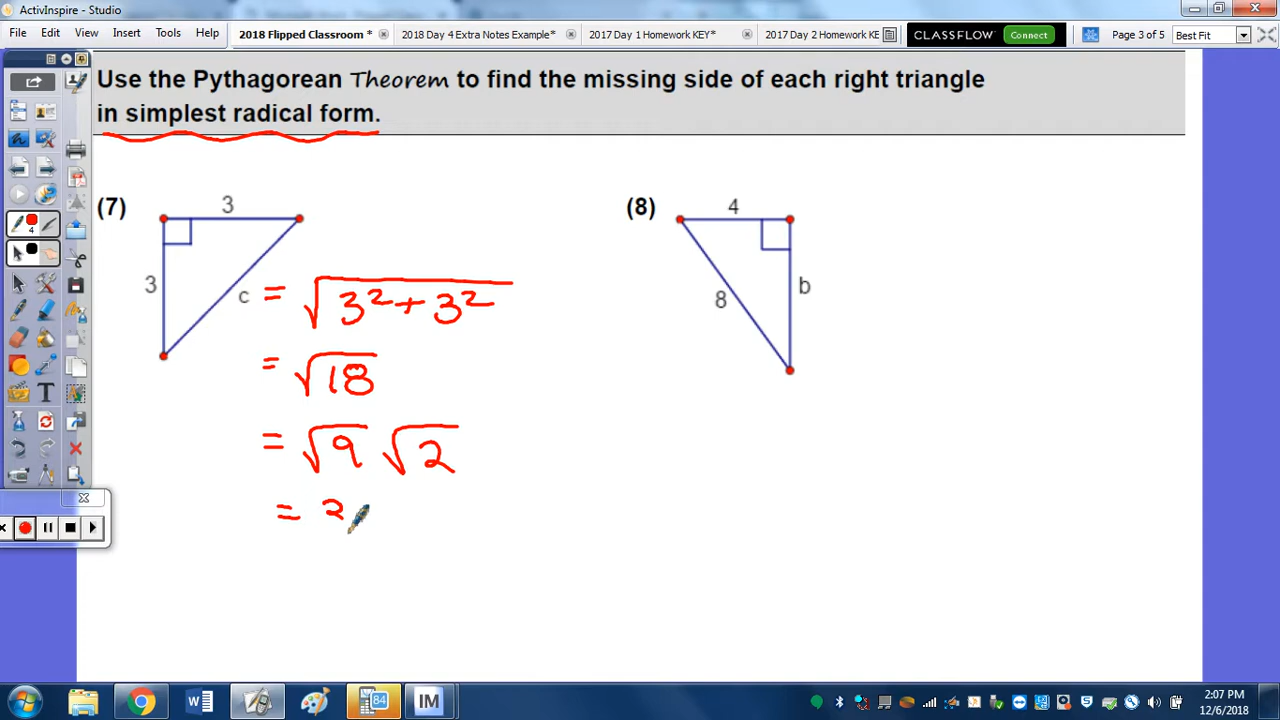 ActivInspire - Studio
File Edit View Insert Tools Help
2018 Flipped Classroom * 2018 Day 4 Extra Notes Example* 2017 Day 1 Homework KEY* 2017 Day 2 Homework KE
CLASSFLOW Connect
Page 3 of 5 Best Fit
Use the Pythagorean Theorem to find the missing side of each right triangle
in simplest radical form.
(7) 3
3
c = √3² + 3²
= √18
= √9 √2
= 3
(8) 4
8
b
4
84
IM
2:07 PM
12/6/2018